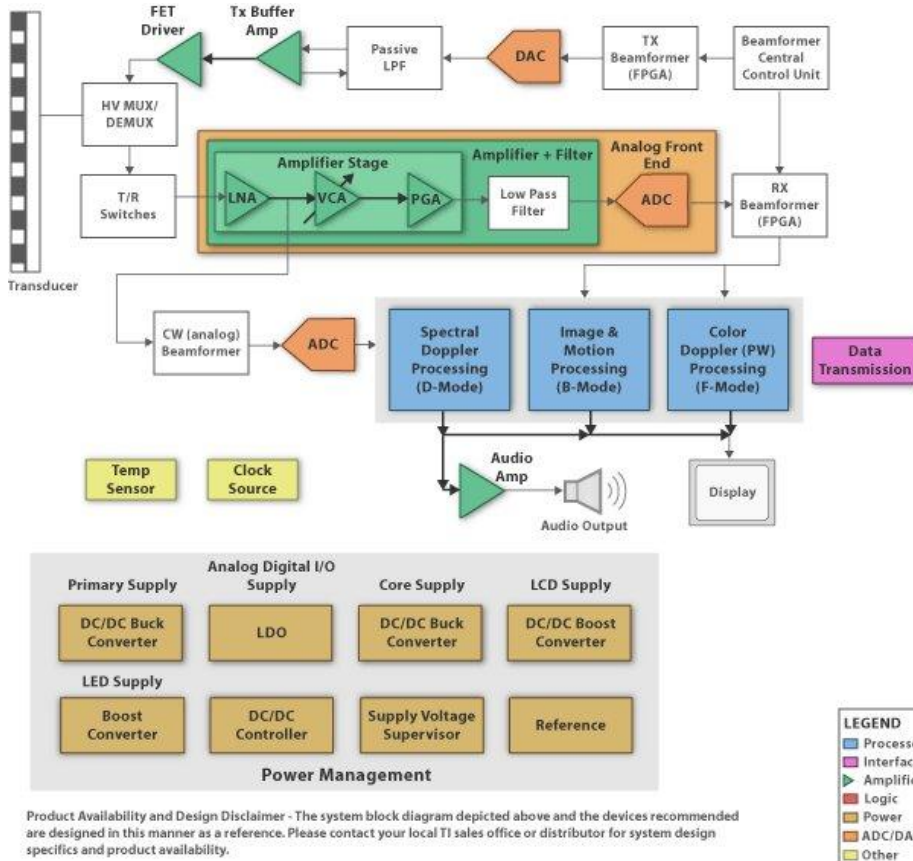 FET
Driver
Tx Buffer
Amp
Passive
LPF
DAC
TX
Beamformer
(FPGA)
Beamformer
Central
Control Unit
HV MUX/
DEMUX
T/R
Switches
Transducer
Amplifier Stage
Amplifier + Filter
Analog Front
End
LNA
VCA
PGA
Low Pass
Filter
ADC
RX
Beamformer
(FPGA)
CW (analog)
Beamformer
ADC
Spectral
Doppler
Processing
(D-Mode)
Image &
Motion
Processing
(B-Mode)
Color
Doppler (PW)
Processing
(F-Mode)
Data
Transmission
Temp
Sensor
Clock
Source
Audio
Amp
Audio Output
Display
Primary Supply
Analog Digital I/O
Supply
Core Supply
LCD Supply
DC/DC Buck
Converter
LDO
DC/DC Buck
Converter
DC/DC Boost
Converter
LED Supply
Boost
Converter
DC/DC
Controller
Supply Voltage
Supervisor
Reference
Power Management
LEGEND
Processo
Interfac
Amplifie
Logic
Power
ADC/DA
Other
Product Availability and Design Disclaimer - The system block diagram depicted above and the devices recommended
are designed in this manner as a reference. Please contact your local TI sales office or distributor for system design
specifics and product availability.